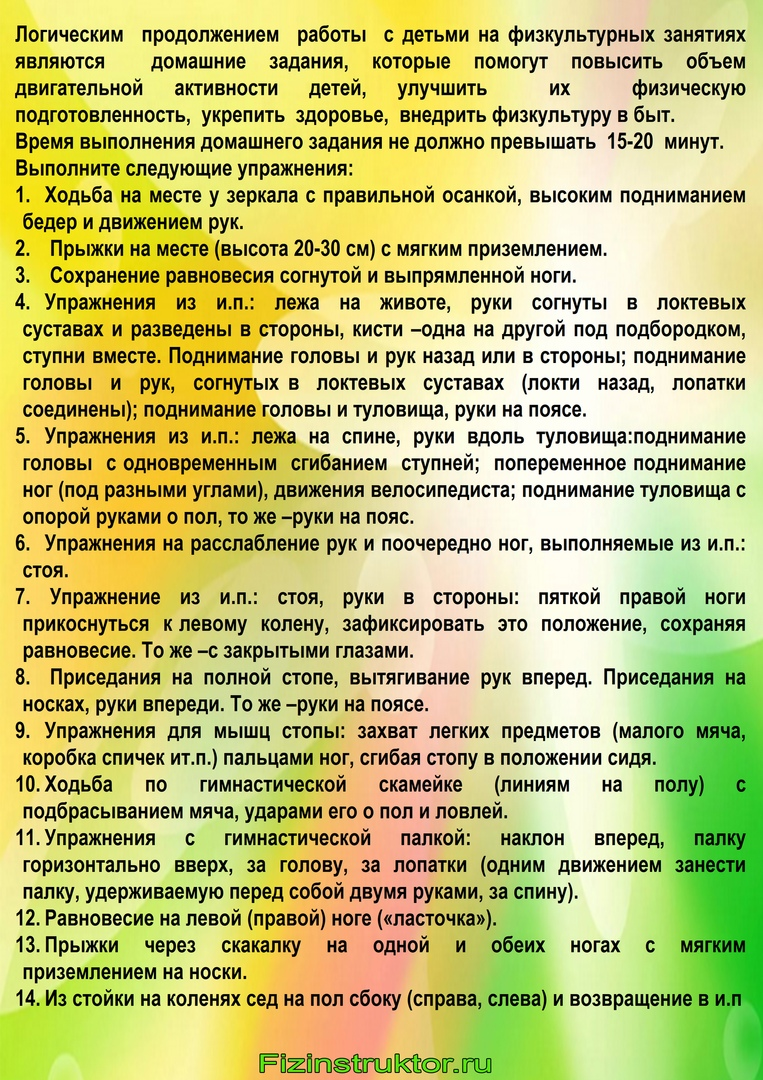 Логическим продолжением работы с детьми на физкультурных занятиях
являются домашние задания, которые помогут повысить объем
двигательной активности детей, улучшить их физическую
подготовленность, укрепить здоровье, внедрить физкультуру в быт.
Время выполнения домашнего задания не должно превышать 15-20 минут.
Выполните следующие упражнения:
1. Ходьба на месте у зеркала с правильной осанкой, высоким подниманием
бедер и движением рук.
2. Прыжки на месте (высота 20-30 см) с мягким приземлением.
3. Сохранение равновесия согнутой и выпрямленной ноги.
4. Упражнения из и.п.: лежа на животе, руки согнуты в локтевых
суставах и разведены в стороны, кисти –одна на другой под подбородком,
ступни вместе. Поднимание головы и рук назад или в стороны; поднимание
головы и рук, согнутых в локтевых суставах (локти назад, лопатки
соединены); поднимание головы и туловища, руки на поясе.
5. Упражнения из и.п.: лежа на спине, руки вдоль туловища:поднимание
головы с одновременным сгибанием ступней; попеременное поднимание
ног (под разными углами), движения велосипедиста; поднимание туловища с
опорой руками о пол, то же –руки на пояс.
6. Упражнения на расслабление рук и поочередно ног, выполняемые из и.п.:
стоя.
7. Упражнение из и.п.: стоя, руки в стороны: пяткой правой ноги
прикоснуться к левому колену, зафиксировать это положение, сохраняя
равновесие. То же –с закрытыми глазами.
8. Приседания на полной стопе, вытягивание рук вперед. Приседания на
носках, руки впереди. То же –руки на поясе.
9. Упражнения для мышц стопы: захват легких предметов (малого мяча,
коробка спичек ит.п.) пальцами ног, сгибая стопу в положении сидя.
10. Ходьба по гимнастической скамейке (линиям на полу) с
подбрасыванием мяча, ударами его о пол и ловлей.
11. Упражнения с гимнастической палкой: наклон вперед, палку
горизонтально вверх, за голову, за лопатки (одним движением занести
палку, удерживаемую перед собой двумя руками, за спину).
12. Равновесие на левой (правой) ноге («ласточка»).
13. Прыжки через скакалку на одной и обеих ногах с мягким
приземлением на носки.
14. Из стойки на коленях сед на пол сбоку (справа, слева) и возвращение в и.п
Fizinstruktor.ru